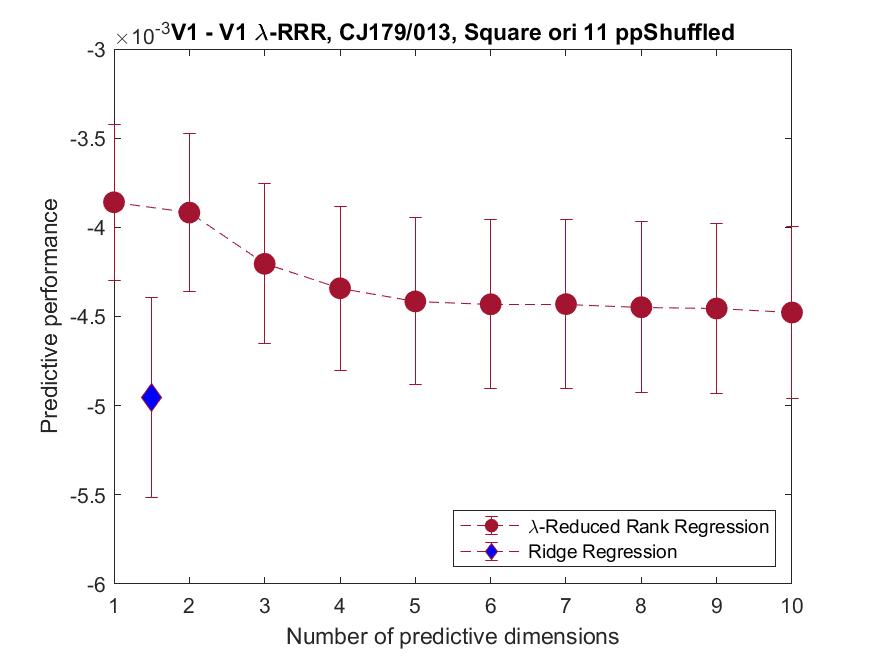 ×10-3V1 - V1 λ-RRR, CJ179/013, Square ori 11 ppShuffled
-3
-3.5
-4
-4.5
-5
-5.5
-6
Predictive performance
λ-Reduced Rank Regression
Ridge Regression
1 2 3 4 5 6 7 8 9 10
Number of predictive dimensions